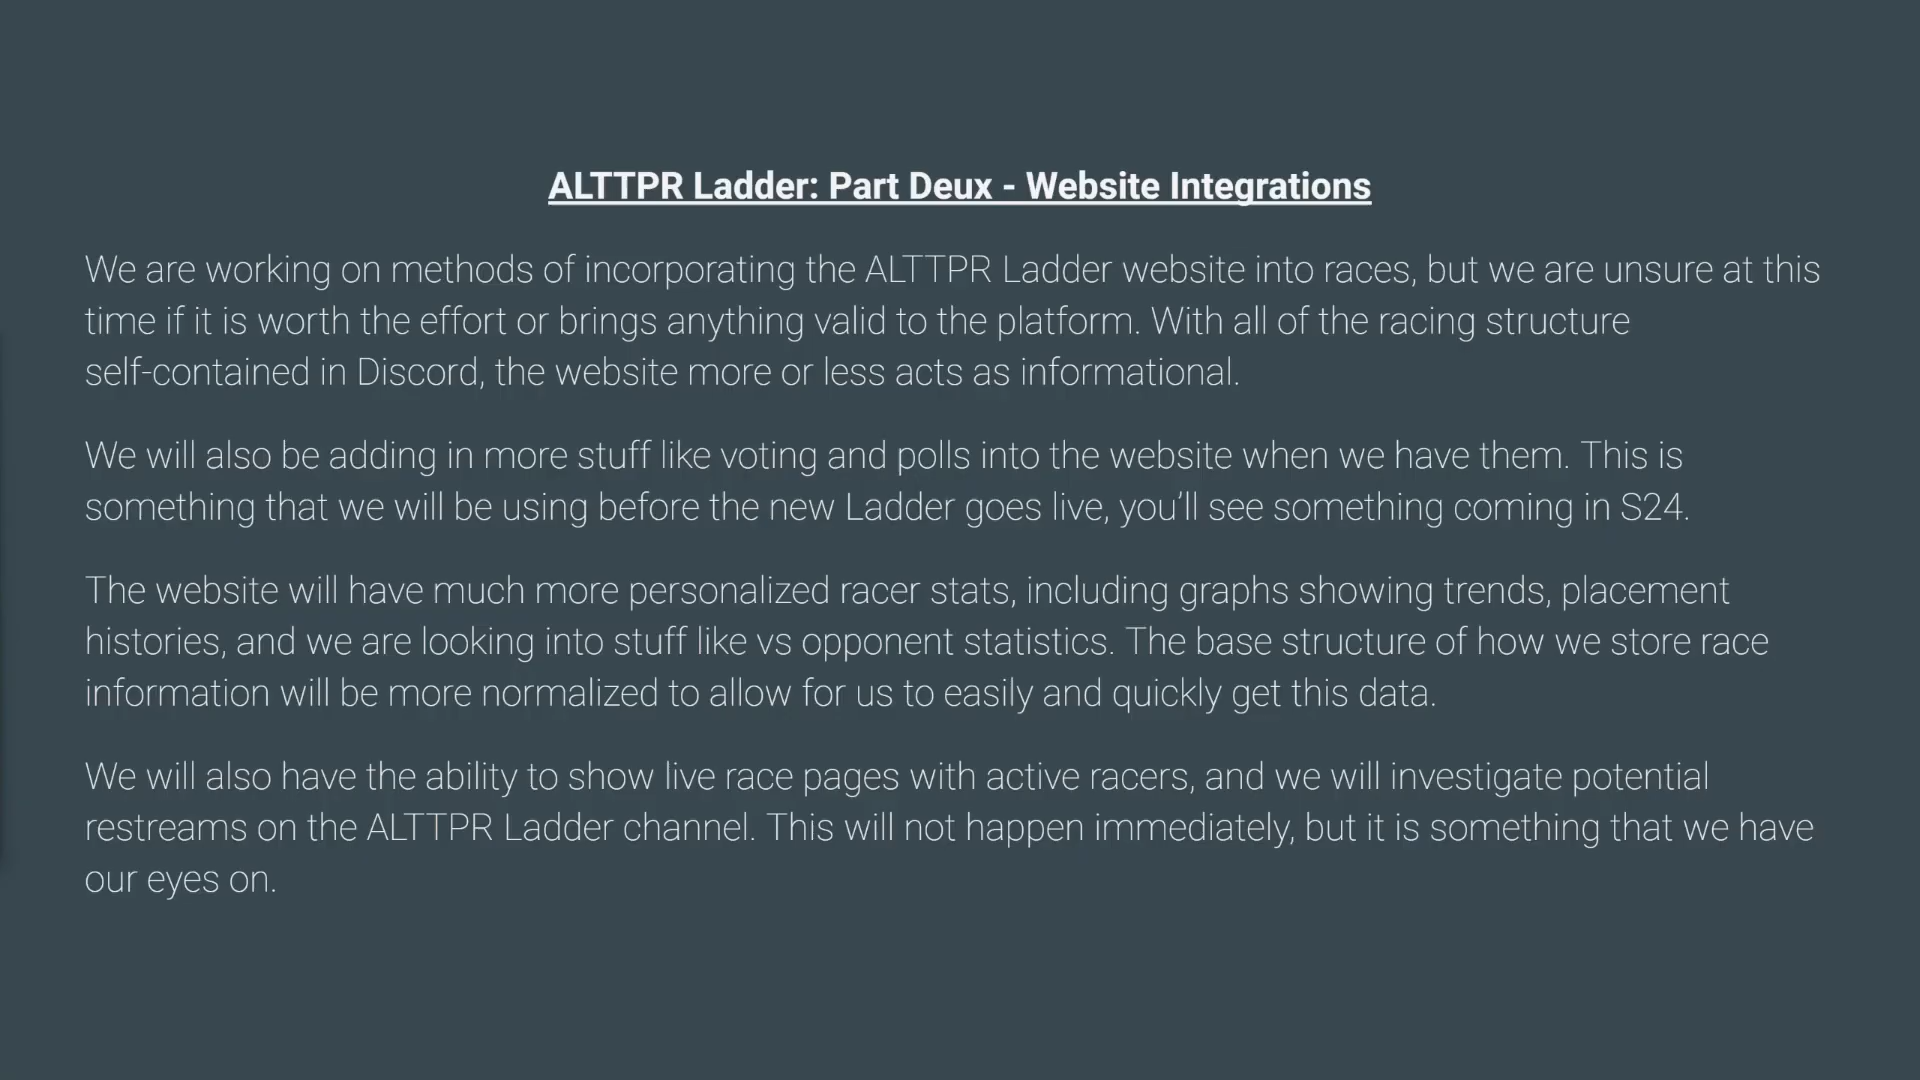 ALTTPR Ladder: Part Deux - Website Integrations
We are working on methods of incorporating the ALTTPR Ladder website into races, but we are unsure at this
time if it is worth the effort or brings anything valid to the platform. With all of the racing structure
self-contained in Discord, the website more or less acts as informational.
We will also be adding in more stuff like voting and polls into the website when we have them. This is
something that we will be using before the new Ladder goes live, you’ll see something coming in S24.
The website will have much more personalized racer stats, including graphs showing trends, placement
histories, and we are looking into stuff like vs opponent statistics. The base structure of how we store race
information will be more normalized to allow for us to easily and quickly get this data.
We will also have the ability to show live race pages with active racers, and we will investigate potential
restreams on the ALTTPR Ladder channel. This will not happen immediately, but it is something that we have
our eyes on.